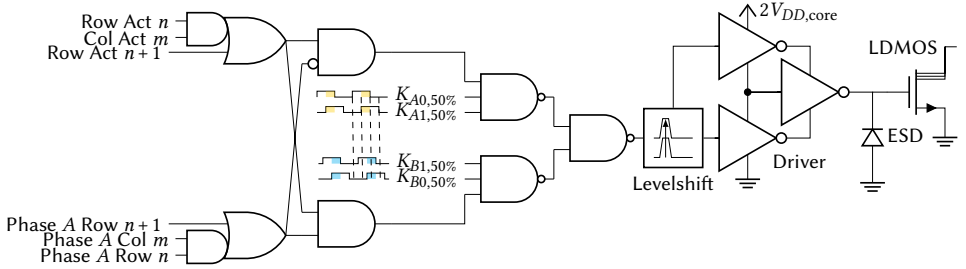 Row Act n
Col Act m
Row Act n+1
2V_{DD,core}
LDMOS
K_{A0,50%}
K_{A1,50%}
K_{B1,50%}
K_{B0,50%}
ESD
Driver
Levelshift
Phase A Row n+1
Phase A Col m
Phase A Row n